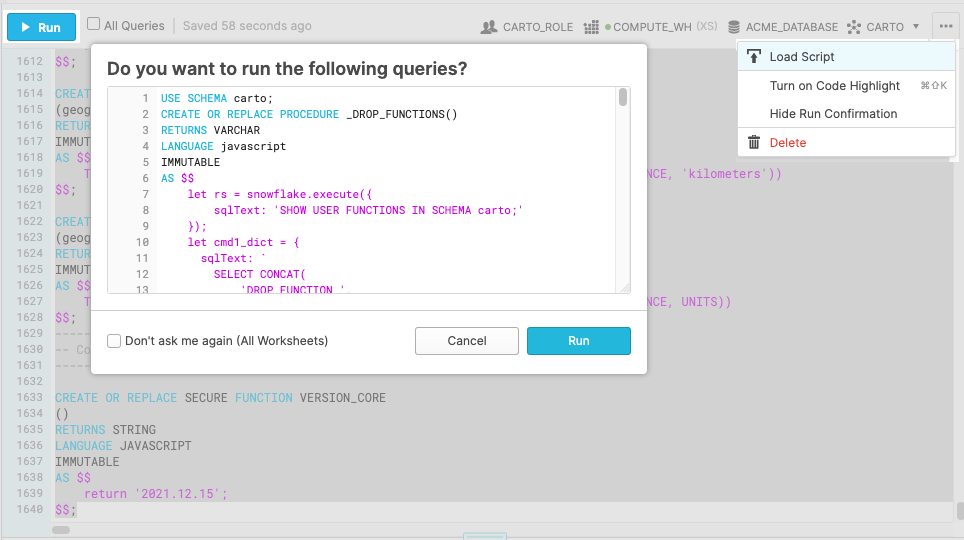 Run
All Queries
Saved 58 seconds ago
CARTO_ROLE
COMPUTE_WH (XS)
ACME_DATABASE
CARTO
Load Script
Turn on Code Highlight ⌘⇧K
Hide Run Confirmation
Delete
Do you want to run the following queries?
1 USE SCHEMA carto;
2 CREATE OR REPLACE PROCEDURE _DROP_FUNCTIONS()
3 RETURNS VARCHAR
4 LANGUAGE javascript
5 IMMUTABLE
6 AS $$
7 let rs = snowflake.execute({
8 sqlText: 'SHOW USER FUNCTIONS IN SCHEMA carto;'
9 });
10 let cmd1_dict = {
11 sqlText: `
12 SELECT CONCAT(
13 'DROP FUNCTION ',
Don't ask me again (All Worksheets)
Cancel
Run
1612 $$;
1613
1614 CREAT
1615 (geog
1616 RETUR
1617 IMMUT
1618 AS $$
1619 T NCE, 'kilometers'))
1620 $$;
1621
1622 CREAT
1623 (geog
1624 RETUR
1625 IMMUT
1626 AS $$
1627 T NCE, UNITS))
1628 $$;
1629 -----
1630 -- Co
1631 -----
1632
1633 CREATE OR REPLACE SECURE FUNCTION VERSION_CORE
1634 ()
1635 RETURNS STRING
1636 LANGUAGE JAVASCRIPT
1637 IMMUTABLE
1638 AS $$
1639 return '2021.12.15';
1640 $$;